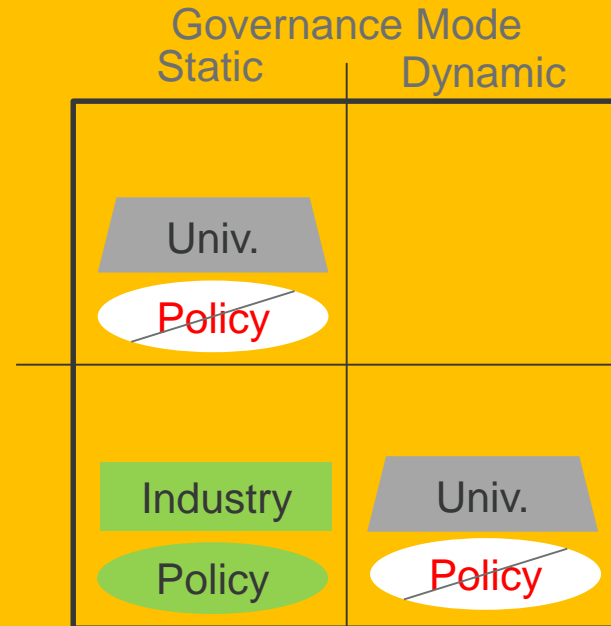 Governance Mode
Static Dynamic
Univ.
Policy
Industry Univ.
Policy Policy